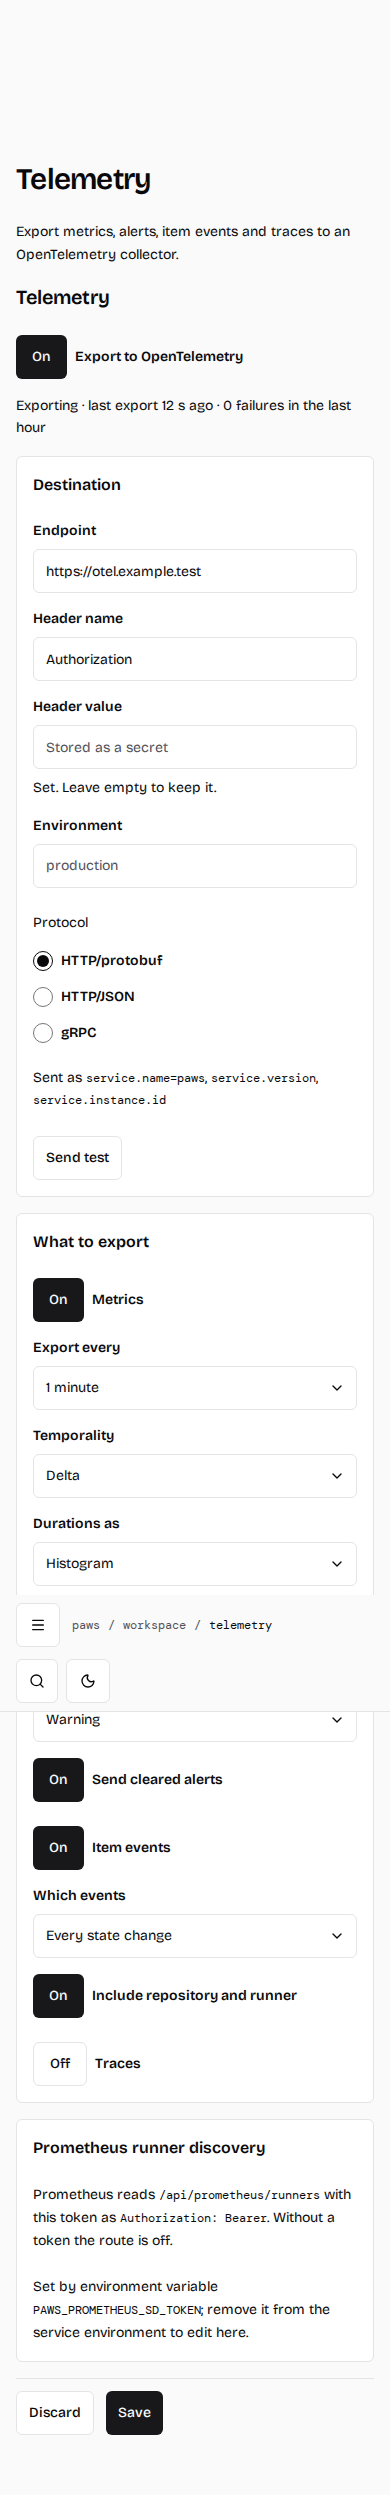 Telemetry
Export metrics, alerts, item events and traces to an
OpenTelemetry collector.
Telemetry
On Export to OpenTelemetry
Exporting · last export 12 s ago · 0 failures in the last
hour
Destination
Endpoint
https://otel.example.test
Header name
Authorization
Header value
Stored as a secret
Set. Leave empty to keep it.
Environment
production
Protocol
HTTP/protobuf
HTTP/JSON
gRPC
Sent as service.name=paws, service.version,
service.instance.id
Send test
What to export
On Metrics
Export every
1 minute
Temporality
Delta
Durations as
Histogram
paws / workspace / telemetry
Warning
On Send cleared alerts
On Item events
Which events
Every state change
On Include repository and runner
Off Traces
Prometheus runner discovery
Prometheus reads /api/prometheus/runners with
this token as Authorization: Bearer. Without a
token the route is off.
Set by environment variable
PAWS_PROMETHEUS_SD_TOKEN; remove it from the
service environment to edit here.
Discard Save